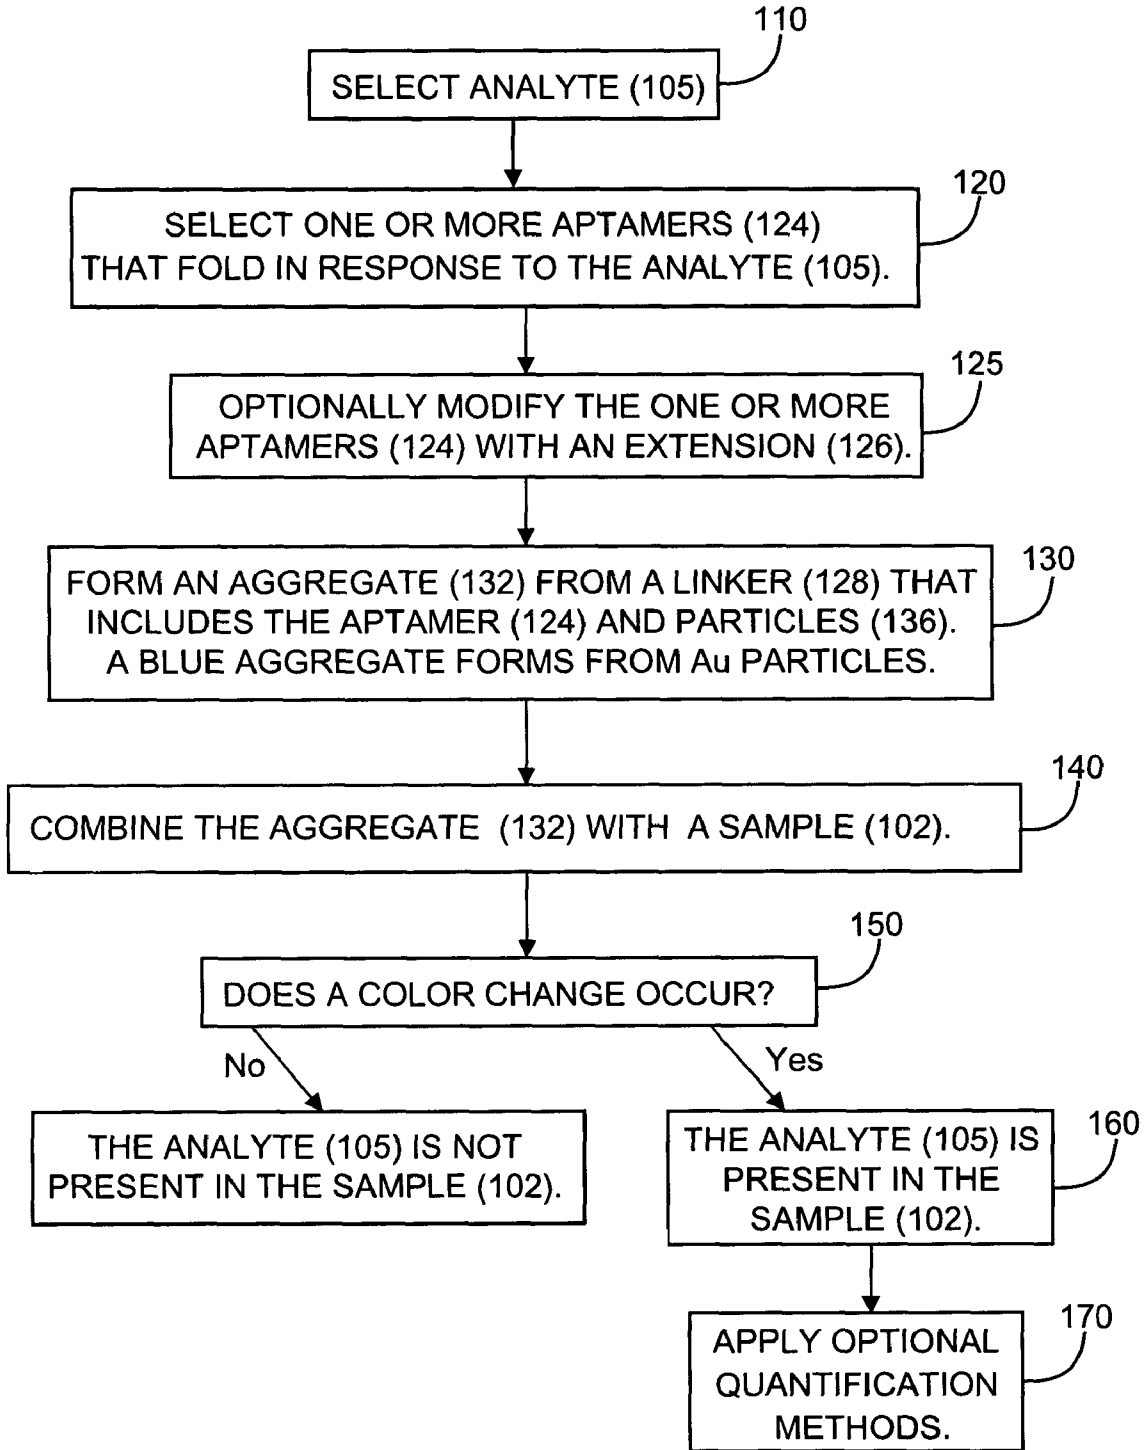 110
SELECT ANALYTE (105)
120
SELECT ONE OR MORE APTAMERS (124)
THAT FOLD IN RESPONSE TO THE ANALYTE (105).
125
OPTIONALLY MODIFY THE ONE OR MORE
APTAMERS (124) WITH AN EXTENSION (126).
130
FORM AN AGGREGATE (132) FROM A LINKER (128) THAT
INCLUDES THE APTAMER (124) AND PARTICLES (136).
A BLUE AGGREGATE FORMS FROM Au PARTICLES.
140
COMBINE THE AGGREGATE (132) WITH A SAMPLE (102).
150
DOES A COLOR CHANGE OCCUR?
No
Yes
THE ANALYTE (105) IS NOT
PRESENT IN THE SAMPLE (102).
160
THE ANALYTE (105) IS
PRESENT IN THE
SAMPLE (102).
170
APPLY OPTIONAL
QUANTIFICATION
METHODS.